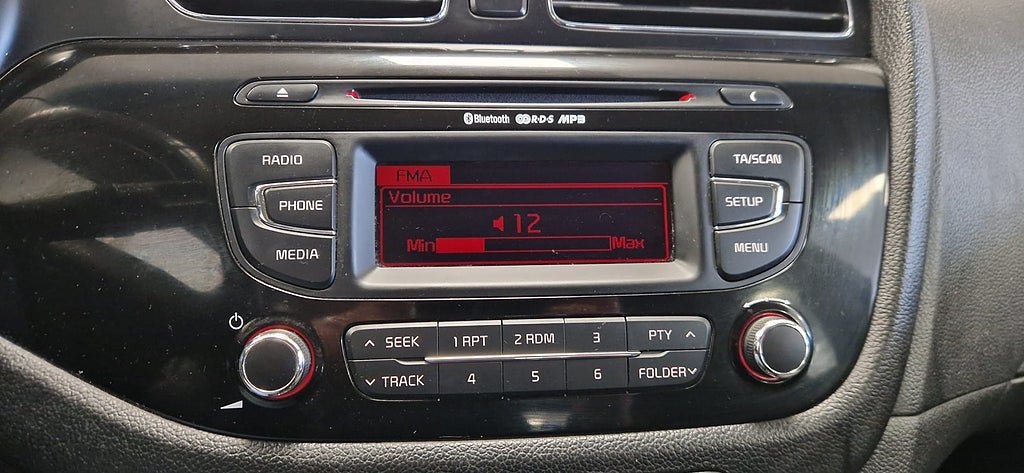 Bluetooth R·D·S MP3
RADIO
PHONE
MEDIA
FMA
Volume
12
Min Max
TA/SCAN
SETUP
MENU
SEEK 1 RPT 2 RDM 3 PTY
TRACK 4 5 6 FOLDER